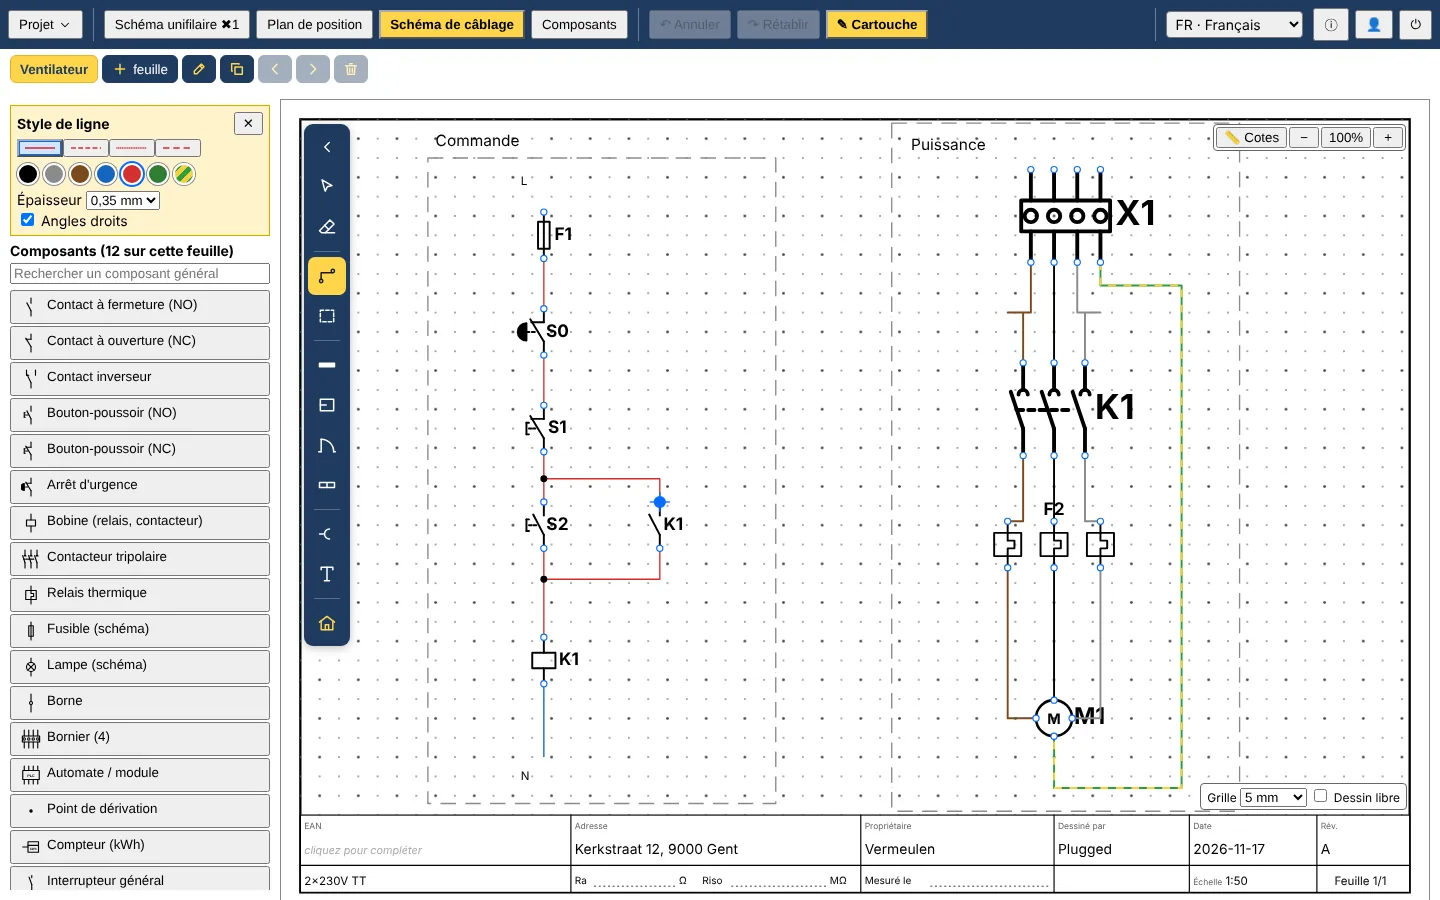 Projet
Schéma unifilaire ✖1
Plan de position
Schéma de câblage
Composants
↶ Annuler
↷ Rétablir
✎ Cartouche
FR · Français
Ventilateur
+ feuille
Style de ligne
✕
Épaisseur 0,35 mm
Angles droits
Composants (12 sur cette feuille)
Rechercher un composant général
Contact à fermeture (NO)
Contact à ouverture (NC)
Contact inverseur
Bouton-poussoir (NO)
Bouton-poussoir (NC)
Arrêt d'urgence
Bobine (relais, contacteur)
Contacteur tripolaire
Relais thermique
Fusible (schéma)
Lampe (schéma)
Borne
Bornier (4)
Automate / module
Point de dérivation
Compteur (kWh)
Interrupteur général
Commande
L
F1
S0
S1
S2
K1
K1
N
Puissance
X1
K1
F2
M
M1
Cotes
−
100%
+
Grille 5 mm
Dessin libre
EAN
cliquez pour compléter
Adresse
Kerkstraat 12, 9000 Gent
Propriétaire
Vermeulen
Dessiné par
Plugged
Date
2026-11-17
Rév.
A
2×230V TT
Ra Ω Riso MΩ
Mesuré le
Échelle 1:50
Feuille 1/1